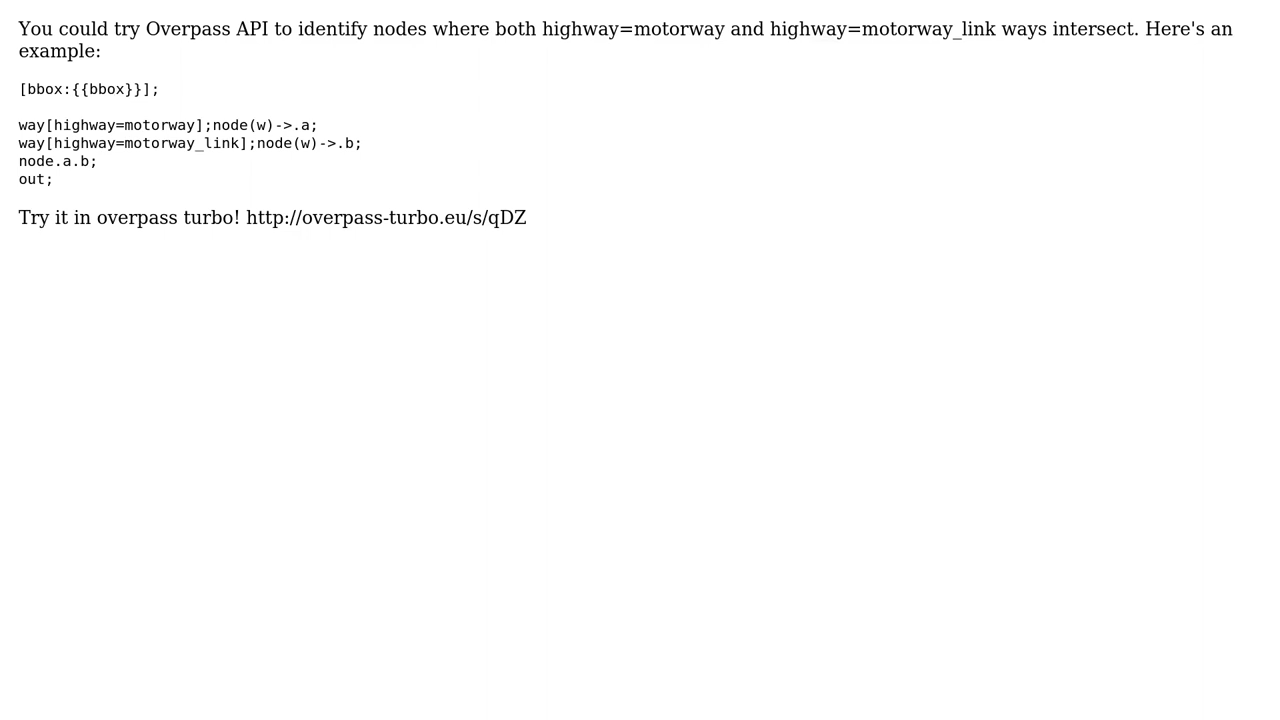 You could try Overpass API to identify nodes where both highway=motorway and highway=motorway_link ways intersect. Here's an
example:
[bbox:{{bbox}}];
way[highway=motorway];node(w)->.a;
way[highway=motorway_link];node(w)->.b;
node.a.b;
out;
Try it in overpass turbo! http://overpass-turbo.eu/s/qDZ